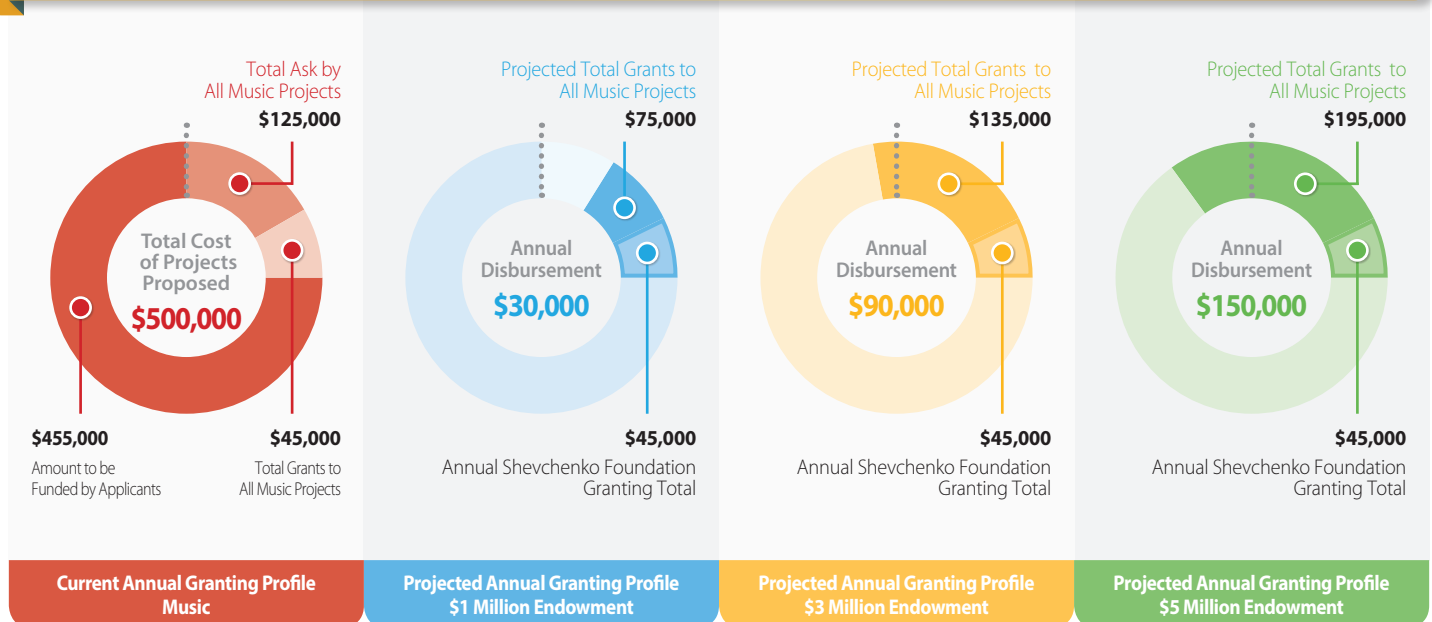 Total Ask by
All Music Projects
$125,000
Total Cost
of Projects
Proposed
$500,000
$455,000
Amount to be
Funded by Applicants
$45,000
Total Grants to
All Music Projects
Current Annual Granting Profile
Music
Projected Total Grants to
All Music Projects
$75,000
Annual
Disbursement
$30,000
$45,000
Annual Shevchenko Foundation
Granting Total
Projected Annual Granting Profile
$1 Million Endowment
Projected Total Grants to
All Music Projects
$135,000
Annual
Disbursement
$90,000
$45,000
Annual Shevchenko Foundation
Granting Total
Projected Annual Granting Profile
$3 Million Endowment
Projected Total Grants to
All Music Projects
$195,000
Annual
Disbursement
$150,000
$45,000
Annual Shevchenko Foundation
Granting Total
Projected Annual Granting Profile
$5 Million Endowment